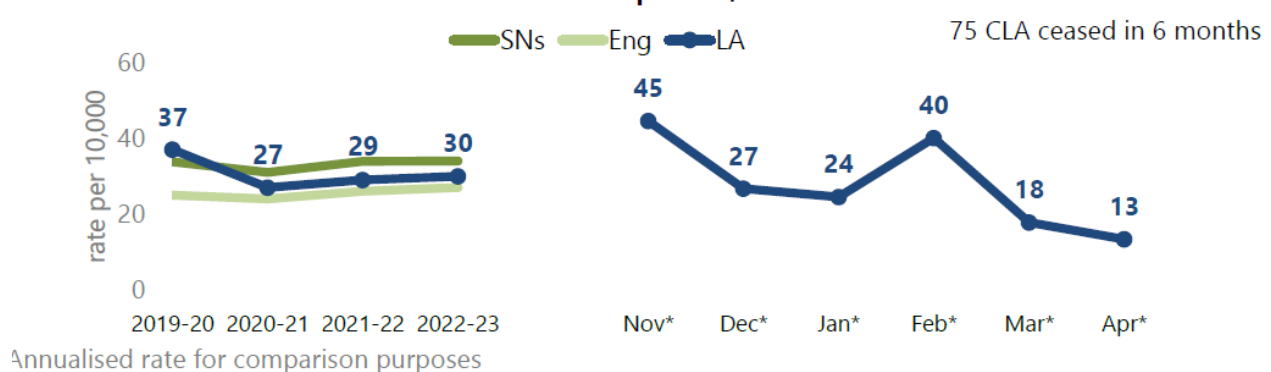 SNs Eng LA
75 CLA ceased in 6 months
rate per 10,000
60
40
20
0
37
27
29
30
45
27
24
40
18
13
2019-20 2020-21 2021-22 2022-23
Nov* Dec* Jan* Feb* Mar* Apr*
Annualised rate for comparison purposes